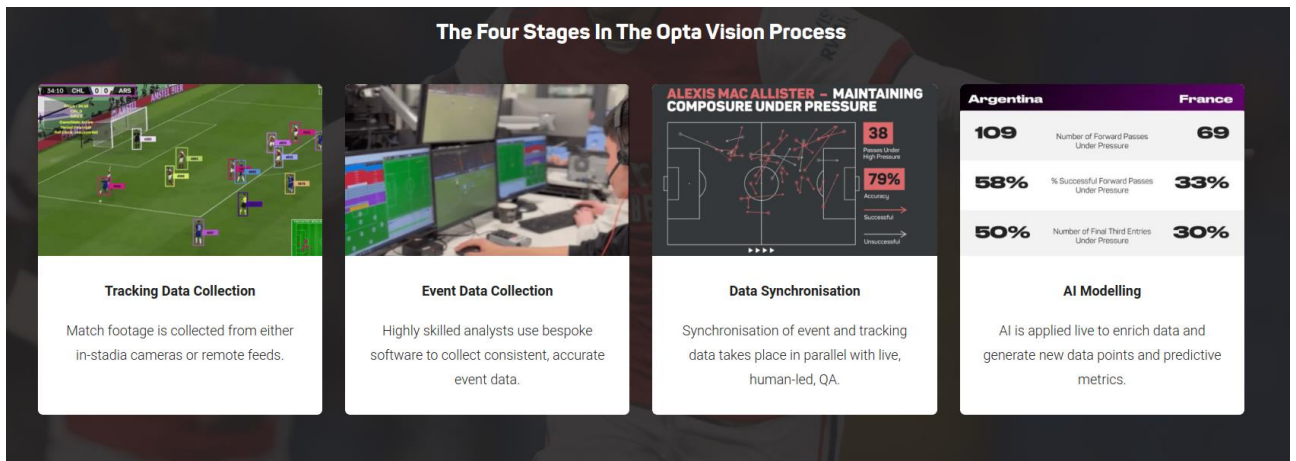 The Four Stages In The Opta Vision Process
34:10 CHL 0 0 ARS
AMSTEL BIER
ALEXIS MAC ALLISTER – MAINTAINING
COMPOSURE UNDER PRESSURE
38
Passes Under
High Pressure
79%
Accuracy
Successful
Unsuccessful
Argentina
France
109
Number of Forward Passes
Under Pressure
69
58%
% Successful Forward Passes
Under Pressure
33%
50%
Number of Final Third Entries
Under Pressure
30%
Tracking Data Collection
Match footage is collected from either
in-stadia cameras or remote feeds.
Event Data Collection
Highly skilled analysts use bespoke
software to collect consistent, accurate
event data.
Data Synchronisation
Synchronisation of event and tracking
data takes place in parallel with live,
human-led, QA.
AI Modelling
AI is applied live to enrich data and
generate new data points and predictive
metrics.